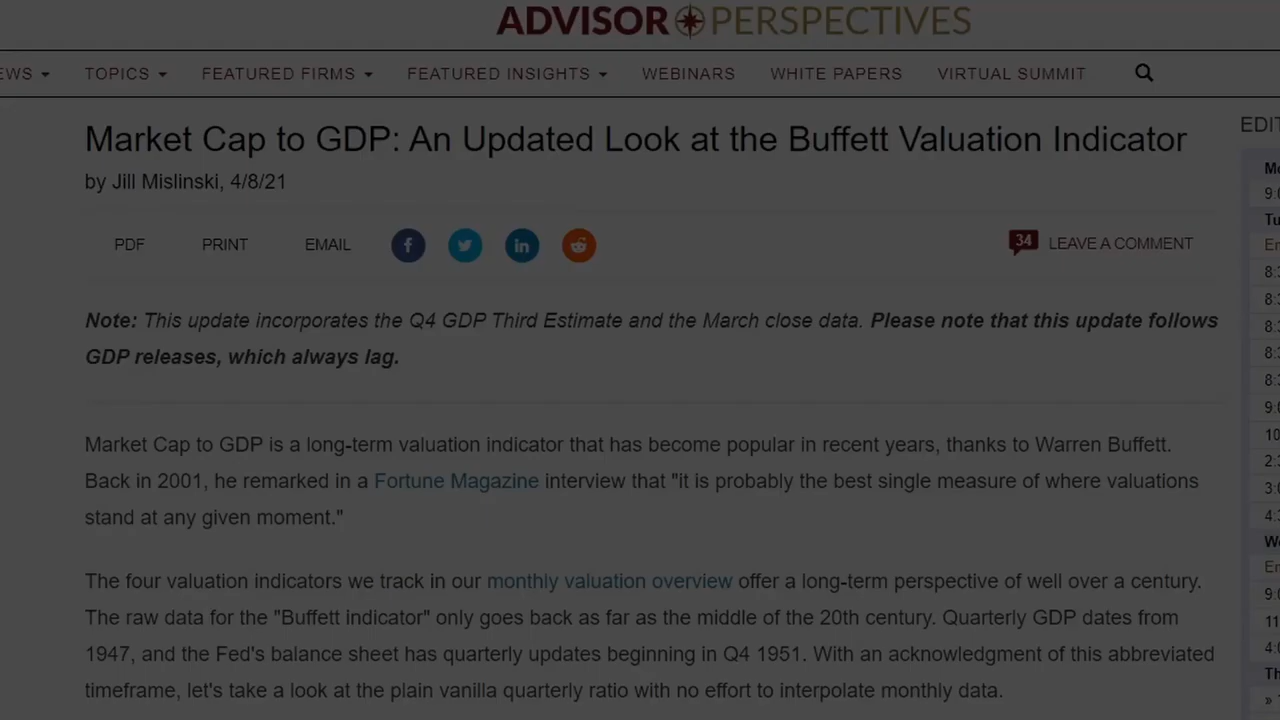 ADVISOR PERSPECTIVES
EWS TOPICS FEATURED FIRMS FEATURED INSIGHTS WEBINARS WHITE PAPERS VIRTUAL SUMMIT
Market Cap to GDP: An Updated Look at the Buffett Valuation Indicator
by Jill Mislinski, 4/8/21
PDF PRINT EMAIL 34 LEAVE A COMMENT
Note: This update incorporates the Q4 GDP Third Estimate and the March close data. Please note that this update follows
GDP releases, which always lag.
Market Cap to GDP is a long-term valuation indicator that has become popular in recent years, thanks to Warren Buffett.
Back in 2001, he remarked in a Fortune Magazine interview that "it is probably the best single measure of where valuations
stand at any given moment."
The four valuation indicators we track in our monthly valuation overview offer a long-term perspective of well over a century.
The raw data for the "Buffett indicator" only goes back as far as the middle of the 20th century. Quarterly GDP dates from
1947, and the Fed's balance sheet has quarterly updates beginning in Q4 1951. With an acknowledgment of this abbreviated
timeframe, let's take a look at the plain vanilla quarterly ratio with no effort to interpolate monthly data.